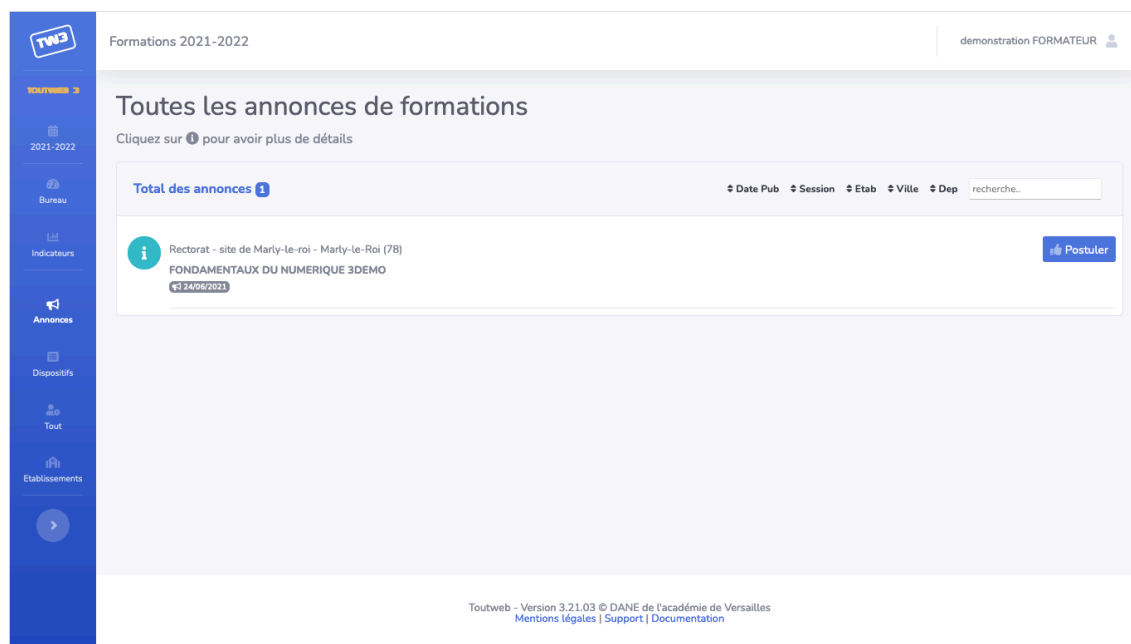 TW3
Formations 2021-2022
demonstration FORMATEUR
TOUTWEB 3
2021-2022
Bureau
Indicateurs
Annonces
Dispositifs
Tout
Etablissements
Toutes les annonces de formations
Cliquez sur i pour avoir plus de détails
Total des annonces 1
Date Pub Session Etab Ville Dep recherche..
i
Rectorat - site de Marly-le-roi - Marly-le-Roi (78)
Postuler
FONDAMENTAUX DU NUMERIQUE 3DEMO
24/06/2021
Toutweb - Version 3.21.03 © DANE de l'académie de Versailles
Mentions légales | Support | Documentation